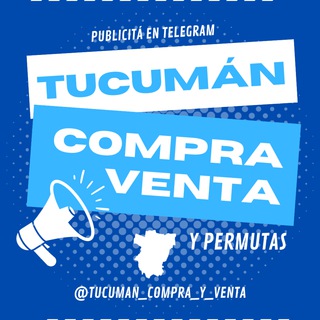 PUBLICITÁ EN TELEGRAM
TUCUMÁN
COMPRA
VENTA
Y PERMUTAS
@TUCUMAN_COMPRA_Y_VENTA